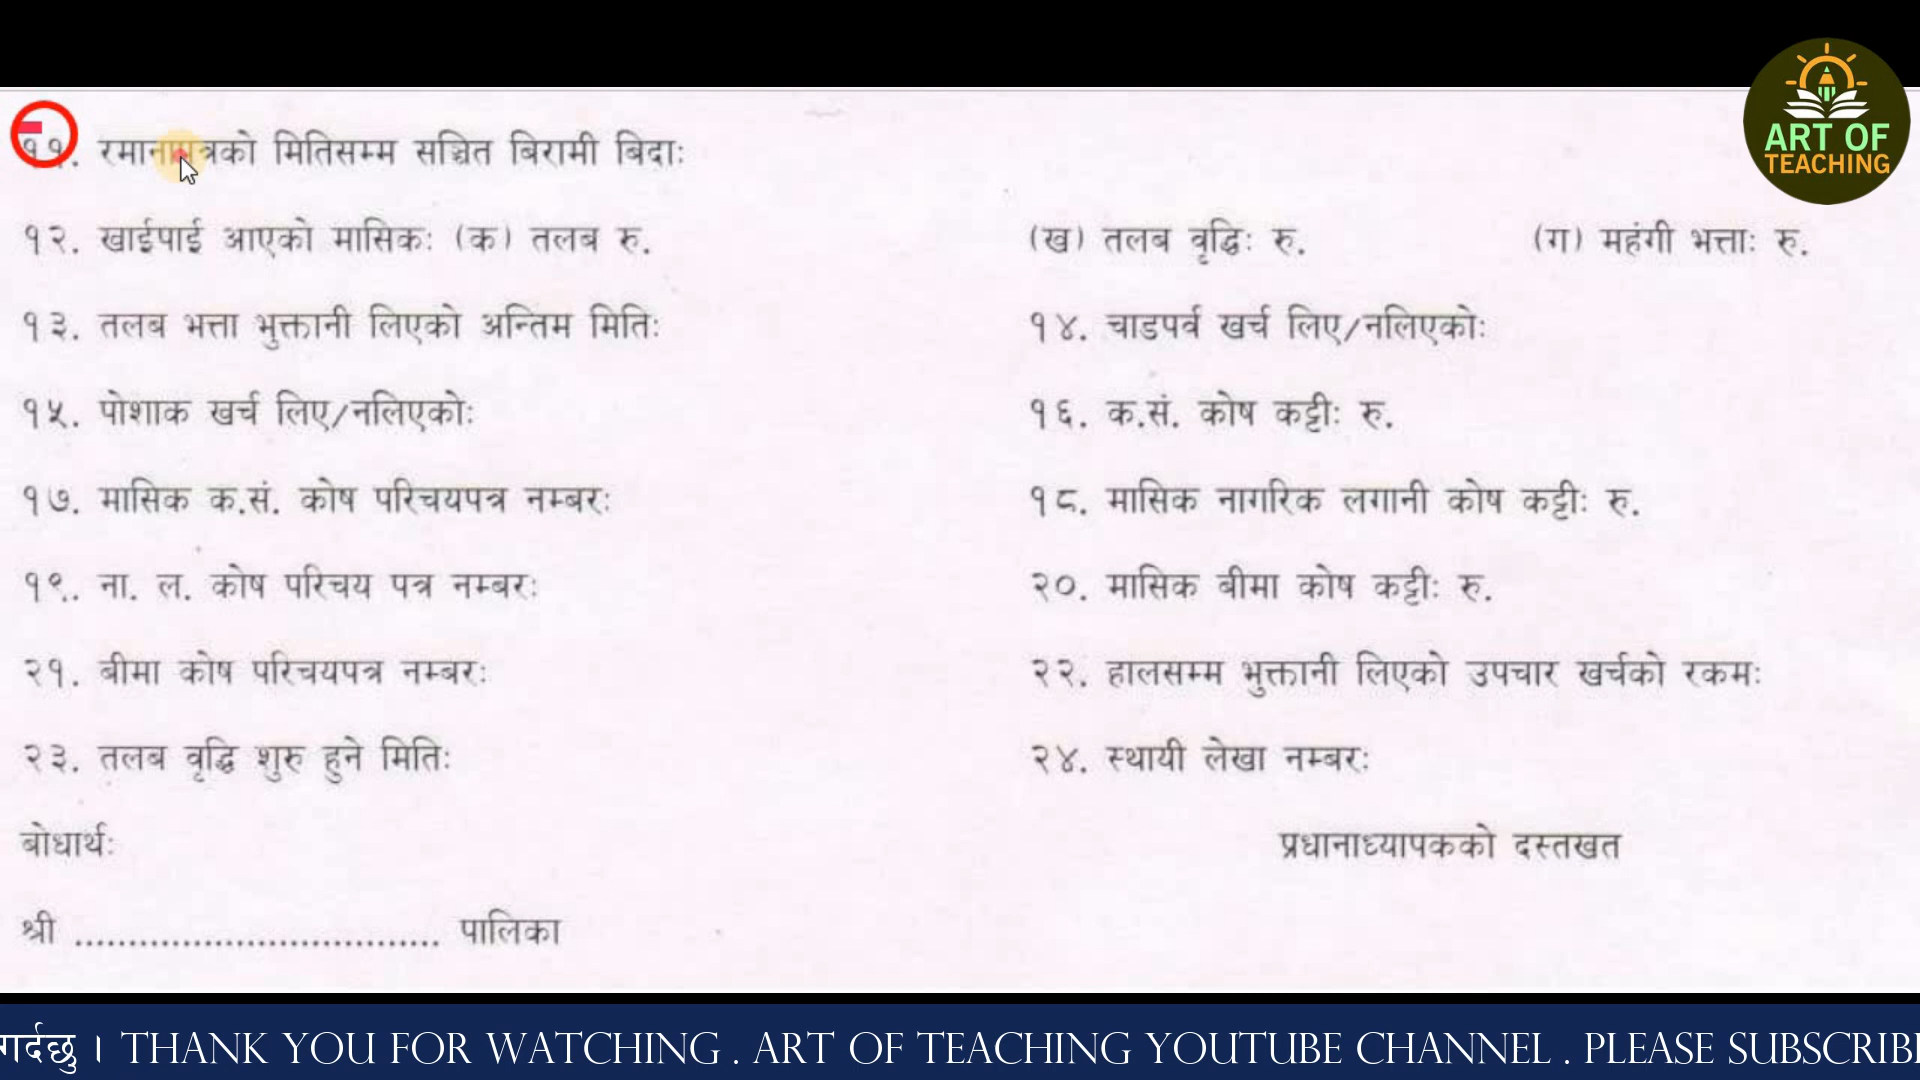 ११. रमानापत्रको मितिसम्म सञ्चित बिरामी बिदाः
१२. खाईपाई आएको मासिकः (क) तलब रु. (ख) तलब वृद्धिः रु. (ग) महंगी भत्ताः रु.
१३. तलब भत्ता भुक्तानी लिएको अन्तिम मितिः १४. चाडपर्व खर्च लिए/नलिएकोः
१५. पोशाक खर्च लिए/नलिएकोः १६. क.सं. कोष कट्टीः रु.
१७. मासिक क.सं. कोष परिचयपत्र नम्बरः १८. मासिक नागरिक लगानी कोष कट्टीः रु.
१९. ना. ल. कोष परिचय पत्र नम्बरः २०. मासिक बीमा कोष कट्टीः रु.
२१. बीमा कोष परिचयपत्र नम्बरः २२. हालसम्म भुक्तानी लिएको उपचार खर्चको रकमः
२३. तलब वृद्धि शुरु हुने मितिः २४. स्थायी लेखा नम्बरः
बोधार्थः प्रधानाध्यापकको दस्तखत
श्री ................................... पालिका
ART OF
TEACHING
गर्दछु । THANK YOU FOR WATCHING . ART OF TEACHING YOUTUBE CHANNEL . PLEASE SUBSCRIB